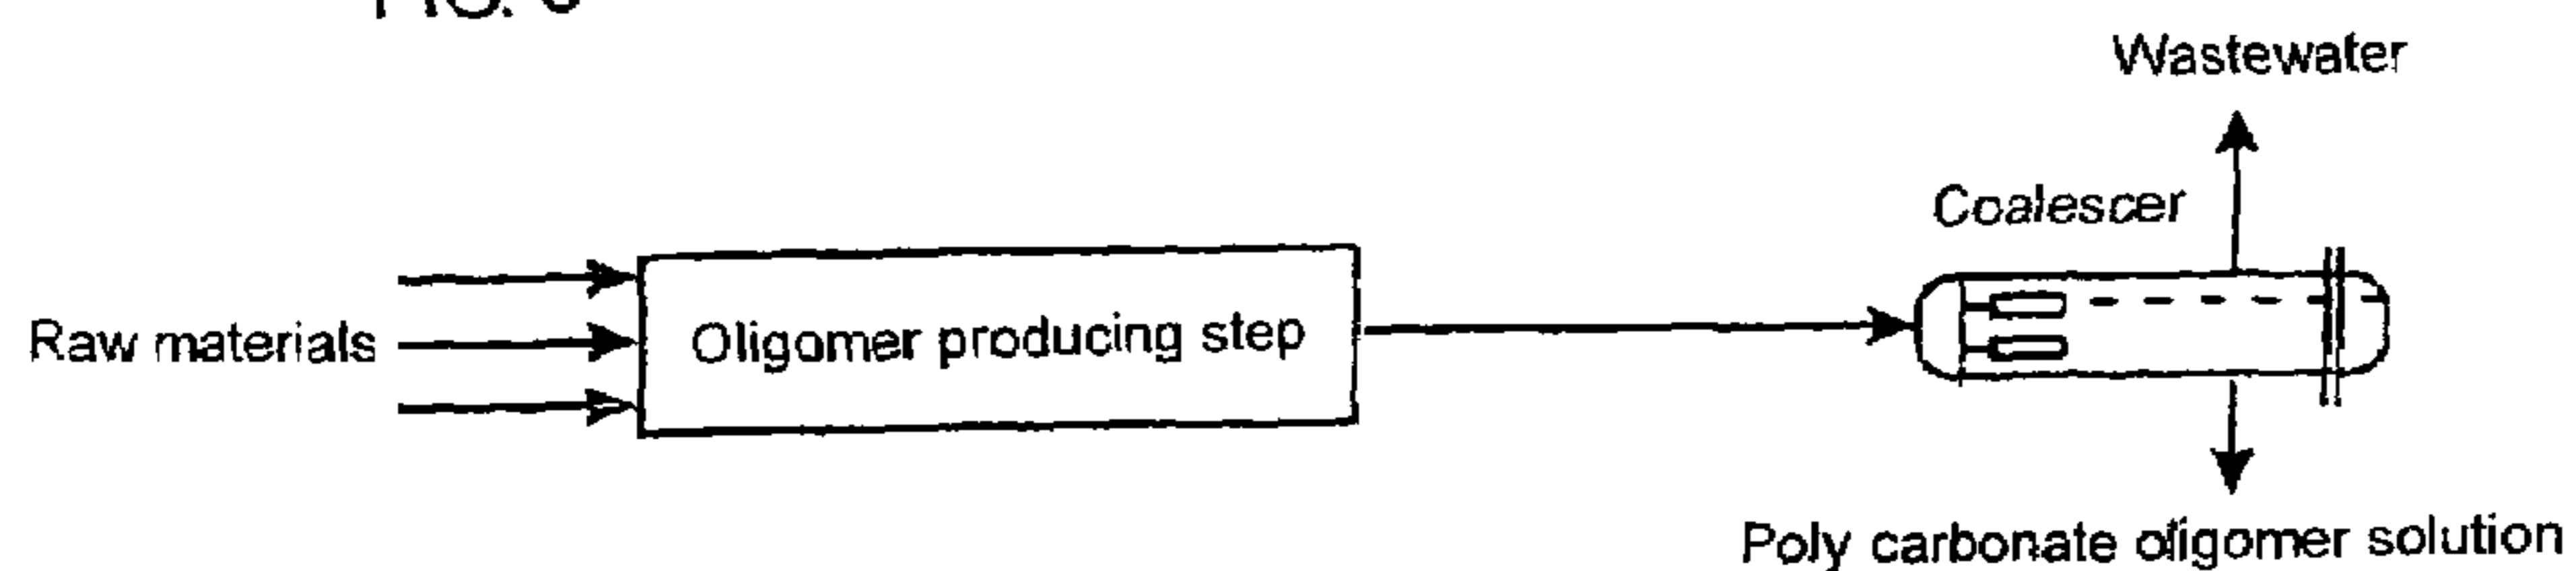 Wastewater
Coalescer
Raw materials
Oligomer producing step
Poly carbonate oligomer solution